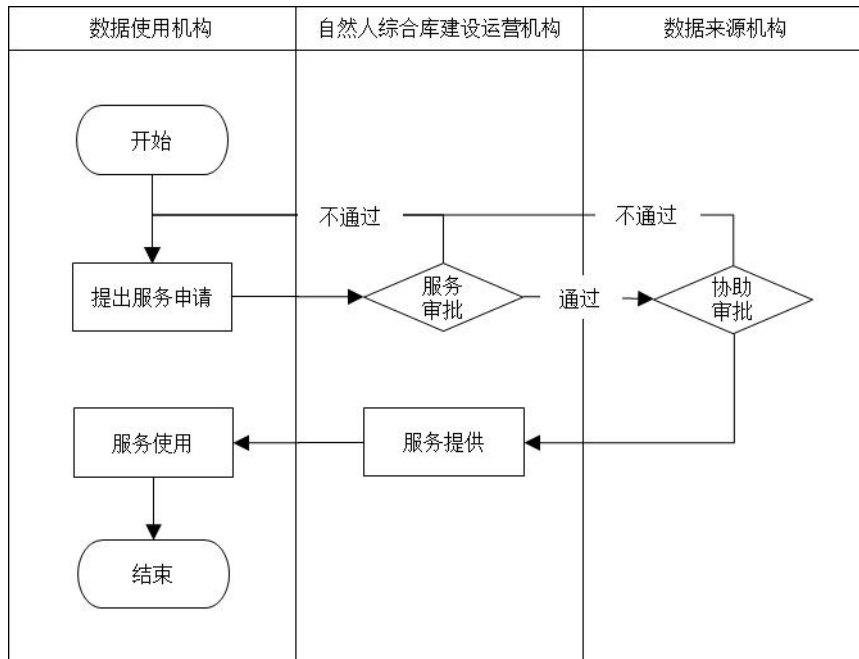 数据使用机构
自然人综合库建设运营机构
数据来源机构
开始
不通过
不通过
提出服务申请
服务
审批
通过
协助
审批
服务使用
服务提供
结束